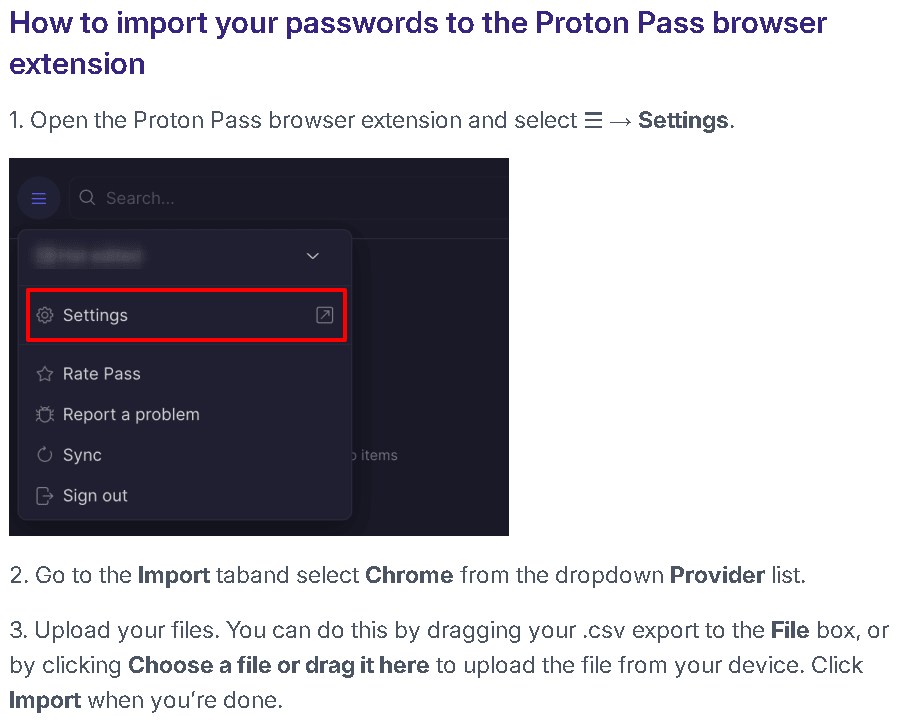 How to import your passwords to the Proton Pass browser
extension
1. Open the Proton Pass browser extension and select ☰ → Settings.
Search...
Settings
Rate Pass
Report a problem
Sync
items
Sign out
2. Go to the Import taband select Chrome from the dropdown Provider list.
3. Upload your files. You can do this by dragging your .csv export to the File box, or
by clicking Choose a file or drag it here to upload the file from your device. Click
Import when you’re done.